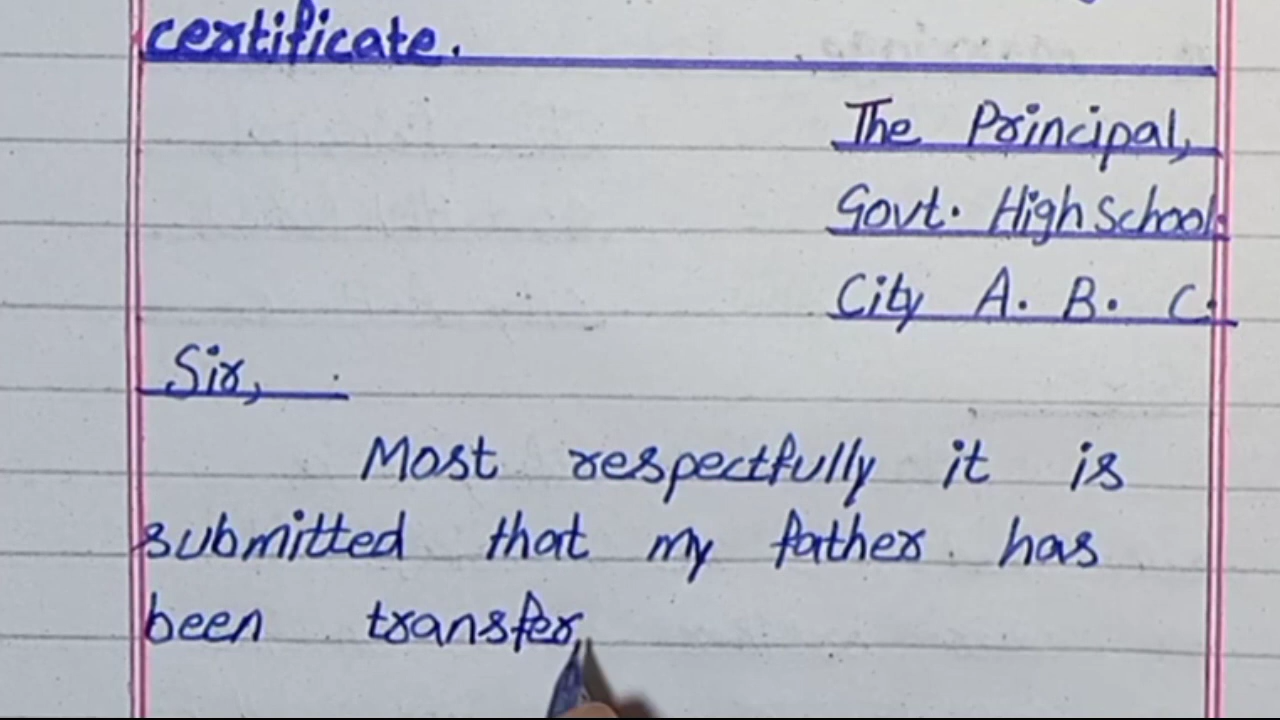 certificate.
The Principal,
Govt. High School.
City A. B. C.
Sir,
Most respectfully it is
submitted that my father has
been transfer